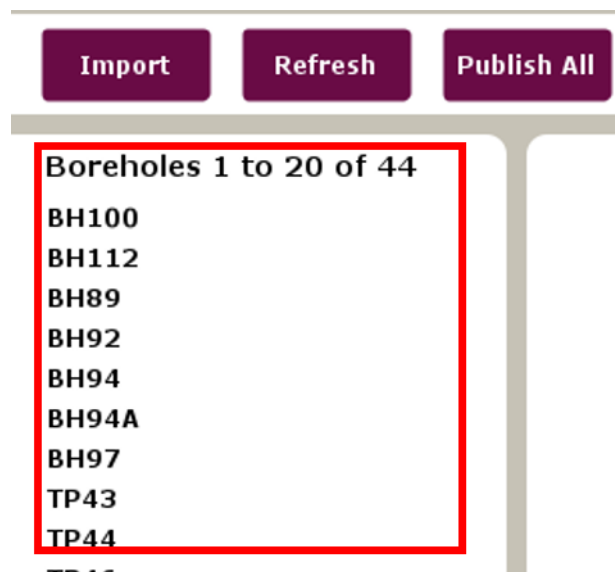 Import Refresh Publish All
Boreholes 1 to 20 of 44
BH100
BH112
BH89
BH92
BH94
BH94A
BH97
TP43
TP44